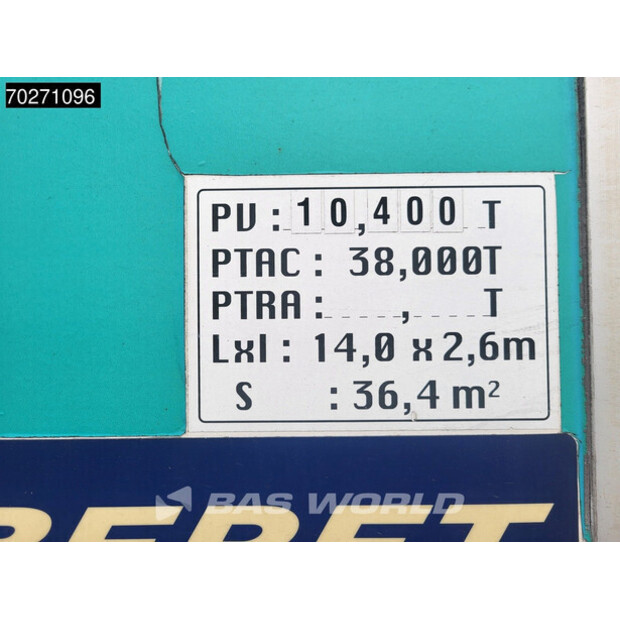 70271096
PV : 10,400 T
PTAC : 38,000T
PTRA : , T
Lxl : 14,0 x 2,6m
S : 36,4 m²
BAS WORLD